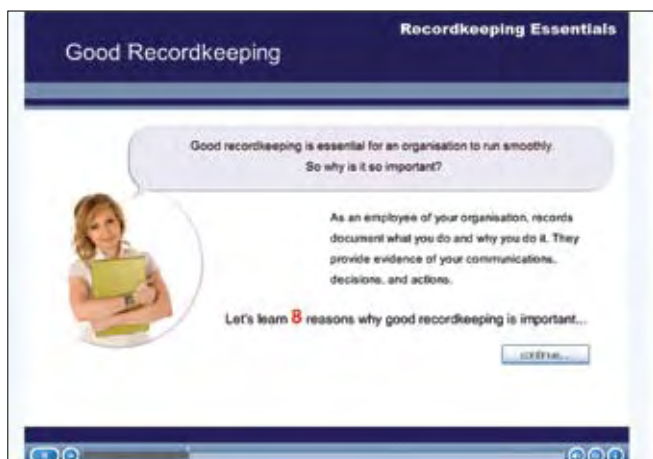 Recordkeeping Essentials
Good Recordkeeping
Good recordkeeping is essential for an organisation to run smoothly.
So why is it so important?
As an employee of your organisation, records
document what you do and why you do it. They
provide evidence of your communications,
decisions, and actions.
Let's learn 8 reasons why good recordkeeping is important...
continue...